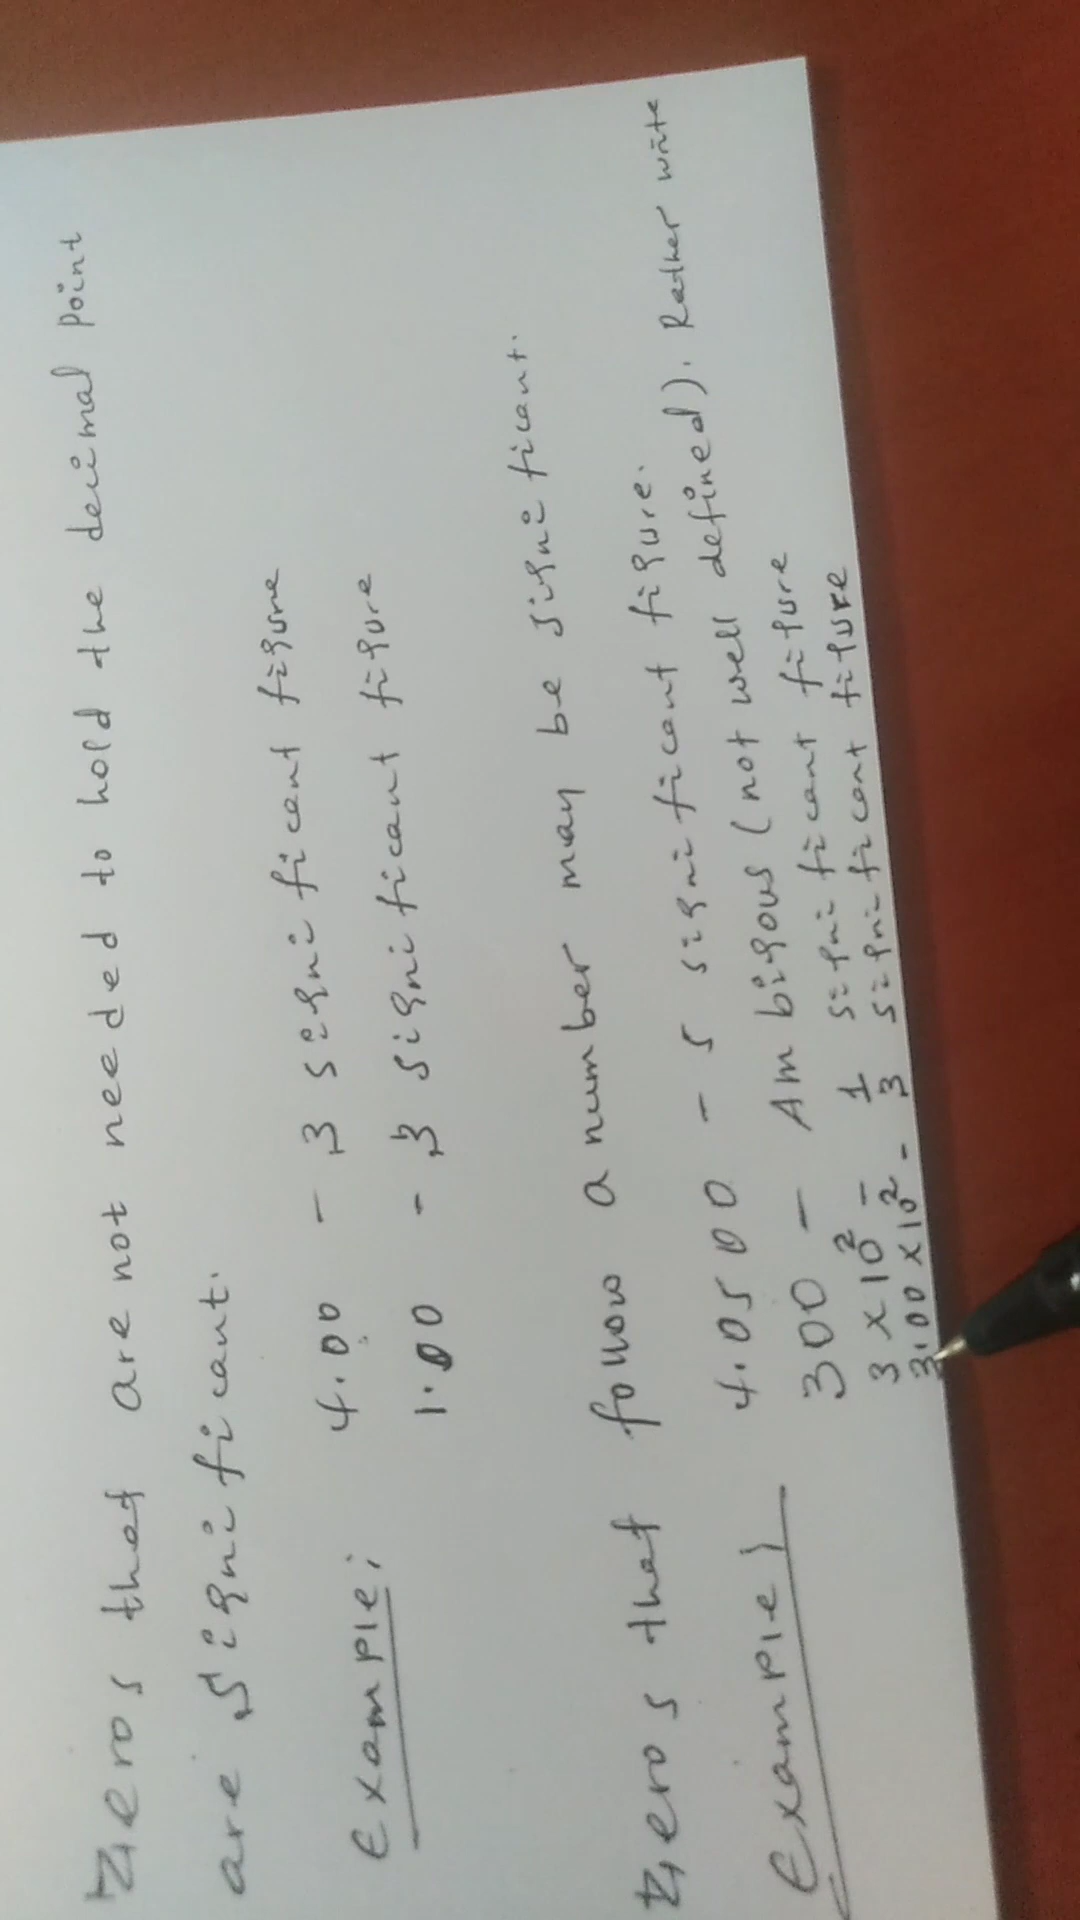 Zeros that are not needed to hold the decimal point
are significant.
Example: 4.00 - 3 significant figure
1.00 - 3 significant figure
Zeros that follow a number may be significant.
Example) 4.0500 - 5 significant figure.
300 - Ambigous (not well defined). Rather write
3 x 10² - 1 significant figure
3.00 x 10² - 3 significant figure